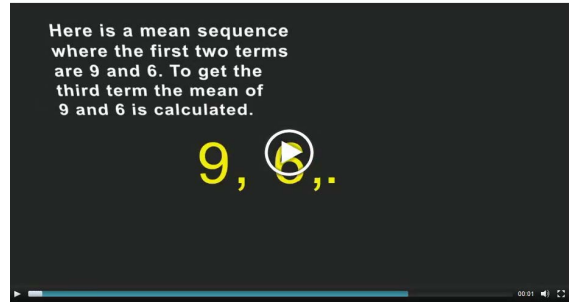 Here is a mean sequence
where the first two terms
are 9 and 6. To get the
third term the mean of
9 and 6 is calculated.
9, 6,.
00:01